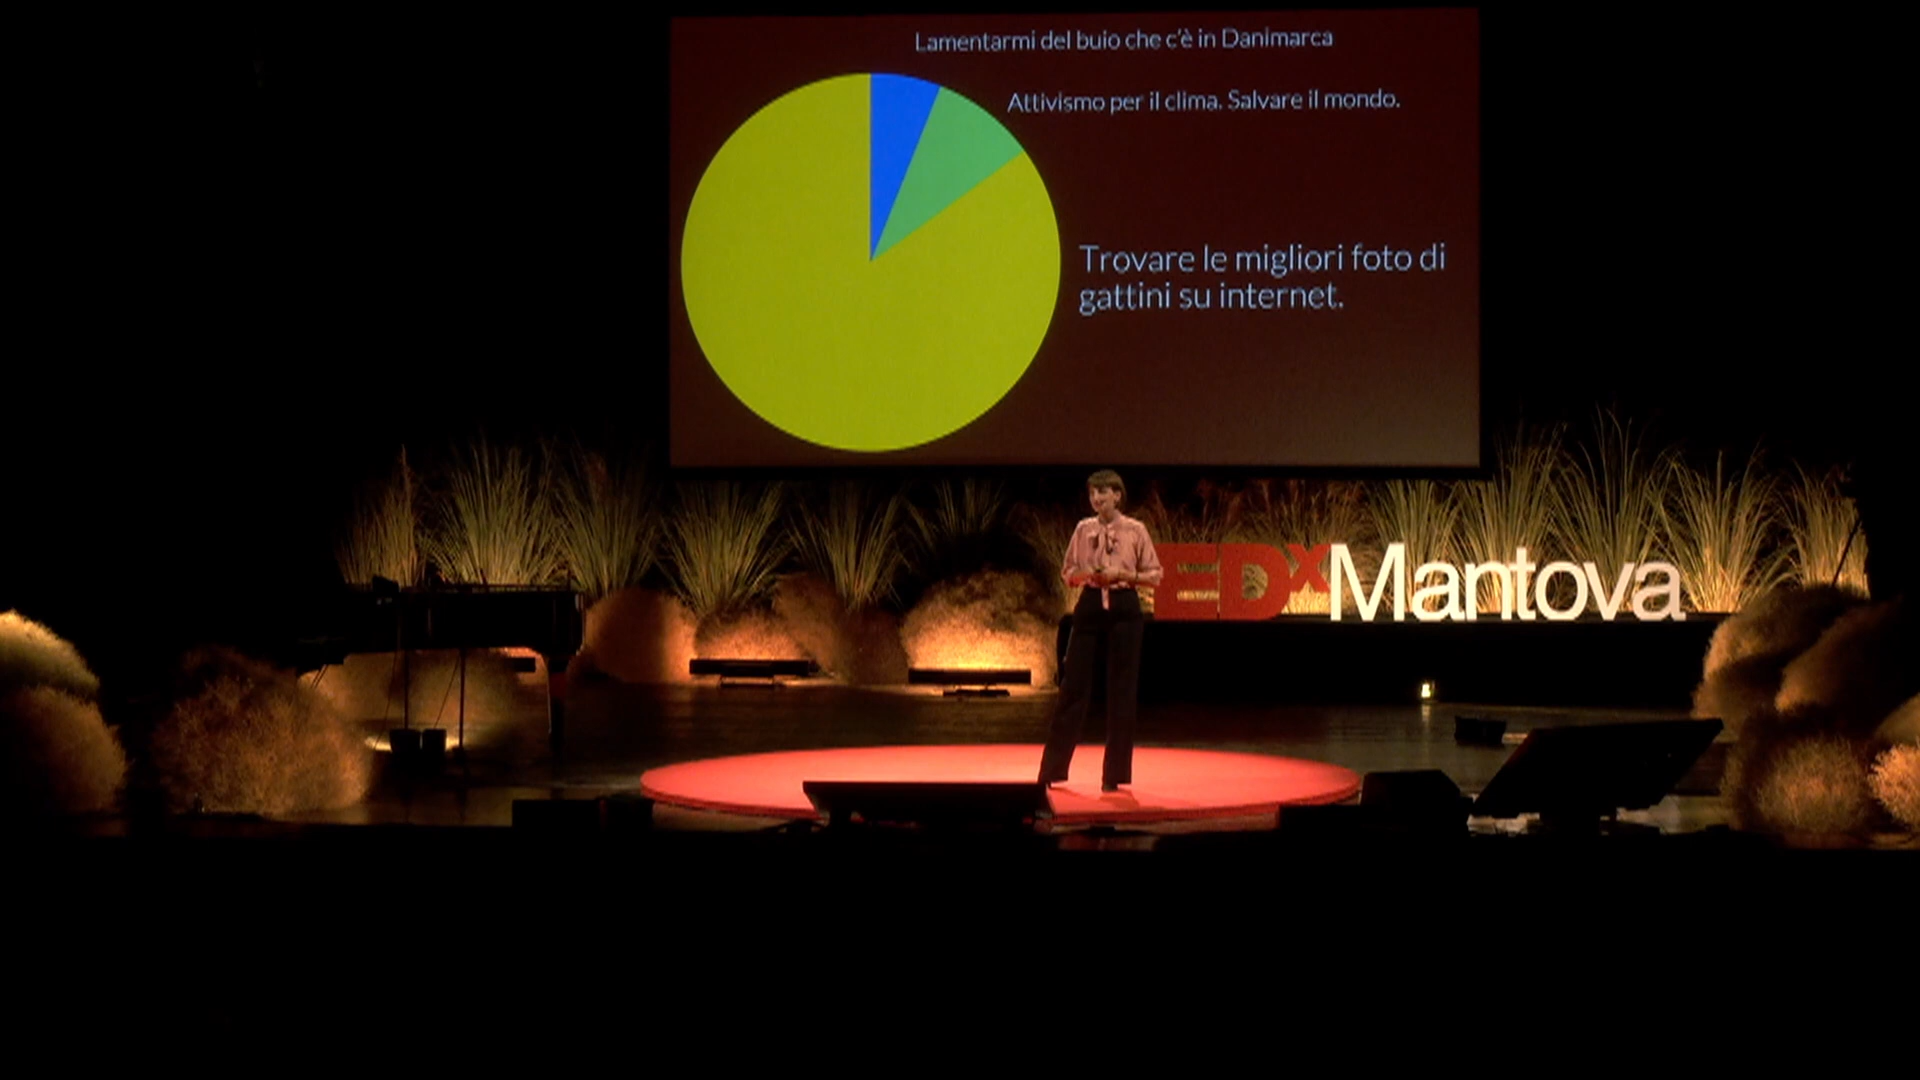 Lamentarmi del buio che c'è in Danimarca
Attivismo per il clima. Salvare il mondo.
Trovare le migliori foto di
gattini su internet.
EDxMantova